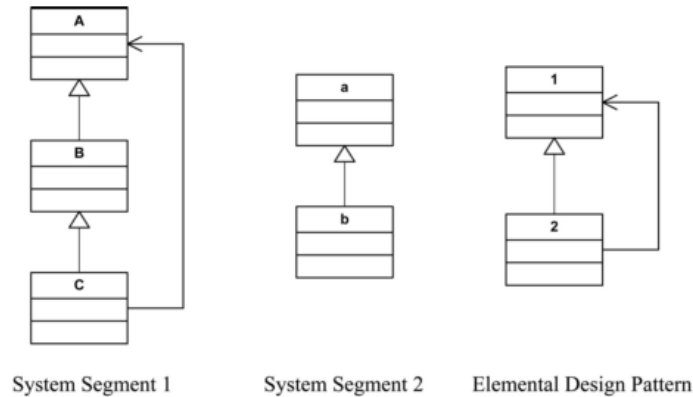 A
B
C
a
b
1
2
System Segment 1
System Segment 2
Elemental Design Pattern